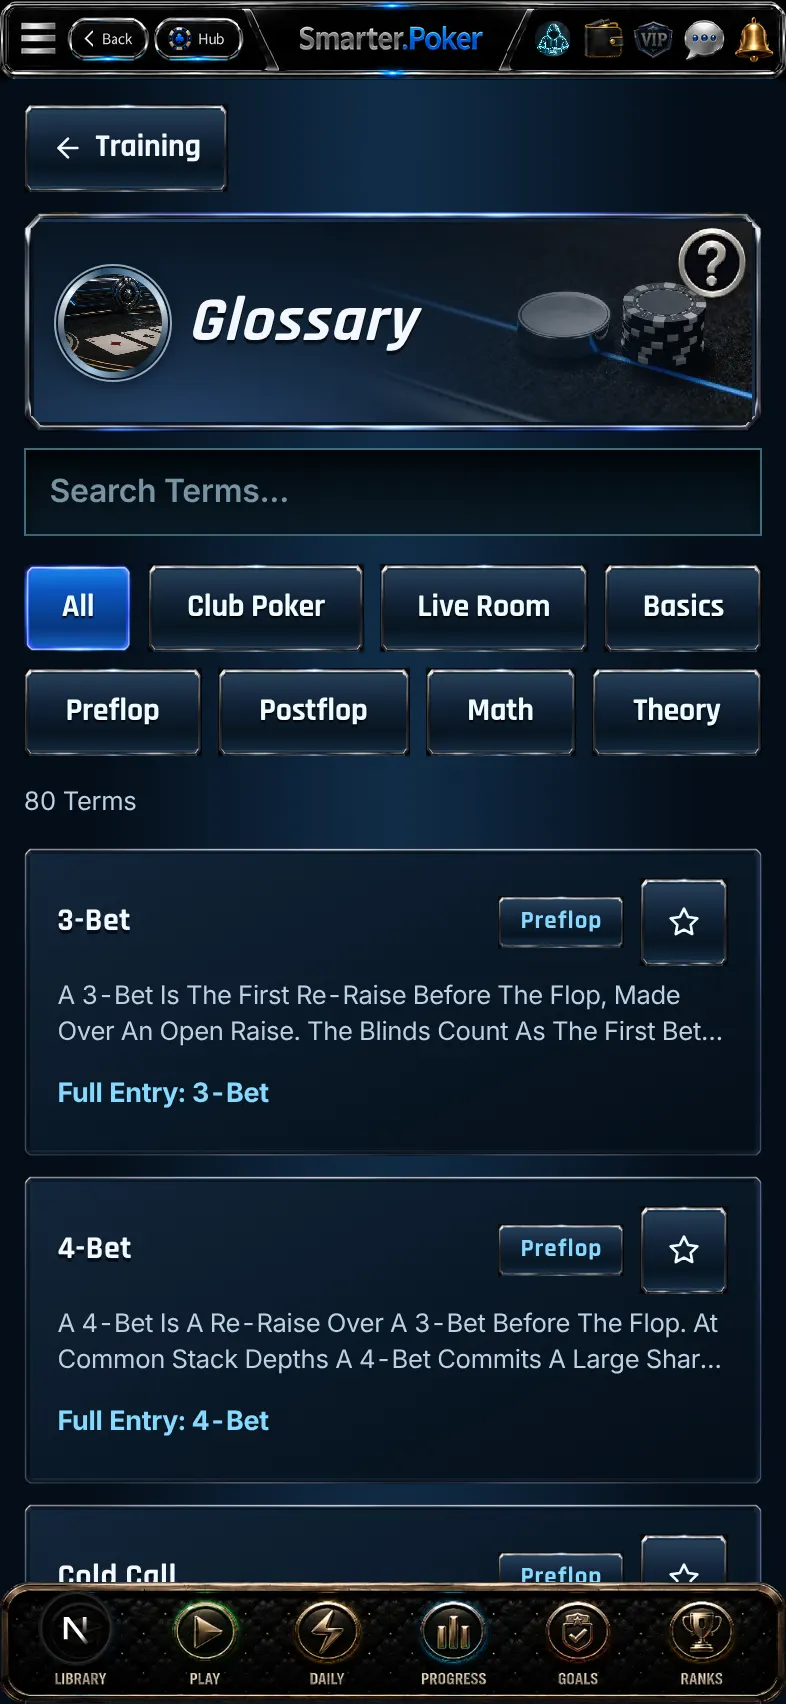 Back
Hub
Smarter.Poker
VIP
← Training
Glossary
?
Search Terms...
All
Club Poker
Live Room
Basics
Preflop
Postflop
Math
Theory
80 Terms
3-Bet
Preflop
A 3-Bet Is The First Re-Raise Before The Flop, Made
Over An Open Raise. The Blinds Count As The First Bet...
Full Entry: 3-Bet
4-Bet
Preflop
A 4-Bet Is A Re-Raise Over A 3-Bet Before The Flop. At
Common Stack Depths A 4-Bet Commits A Large Shar...
Full Entry: 4-Bet
Cold Call
Preflop
N
LIBRARY
PLAY
DAILY
PROGRESS
GOALS
RANKS